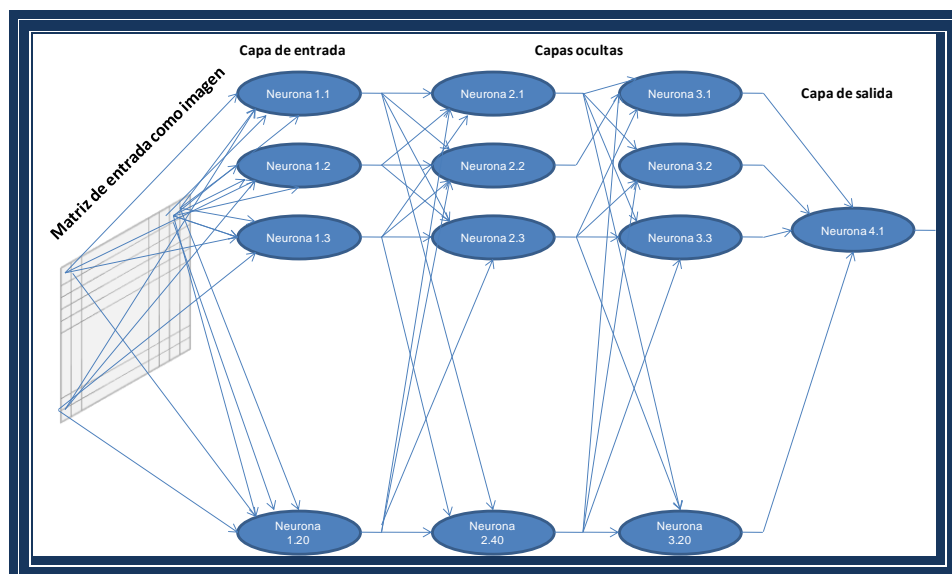 Capa de entrada
Capas ocultas
Capa de salida
Matriz de entrada como imagen
Neurona 1.1
Neurona 2.1
Neurona 3.1
Neurona 1.2
Neurona 2.2
Neurona 3.2
Neurona 1.3
Neurona 2.3
Neurona 3.3
Neurona 4.1
Neurona
1.20
Neurona
2.40
Neurona
3.20